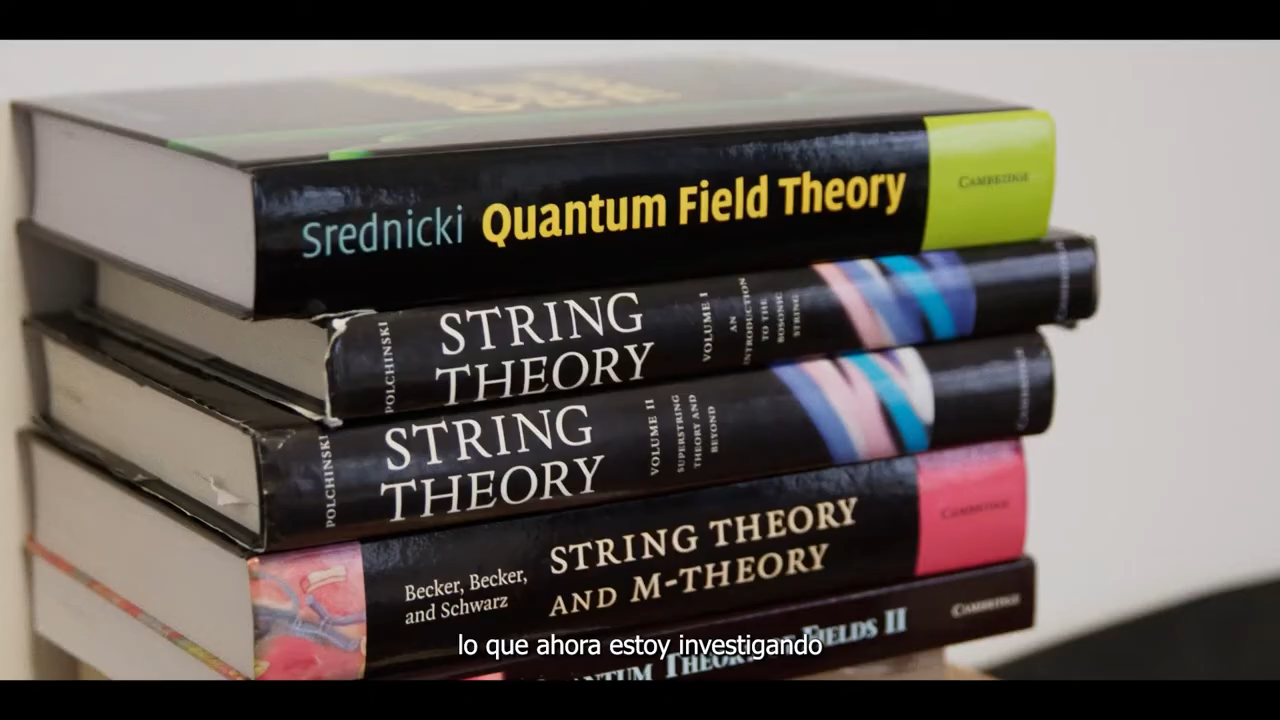 Srednicki Quantum Field Theory CAMBRIDGE
POLCHINSKI
STRING
THEORY
VOLUME I
AN
INTRODUCTION
TO THE
BOSONIC
STRING
POLCHINSKI
STRING
THEORY
VOLUME II
SUPERSTRING
THEORY AND
BEYOND
Becker, Becker,
and Schwarz
STRING THEORY
AND M-THEORY
CAMBRIDGE
FIELDS II
CAMBRIDGE
lo que ahora estoy investigando